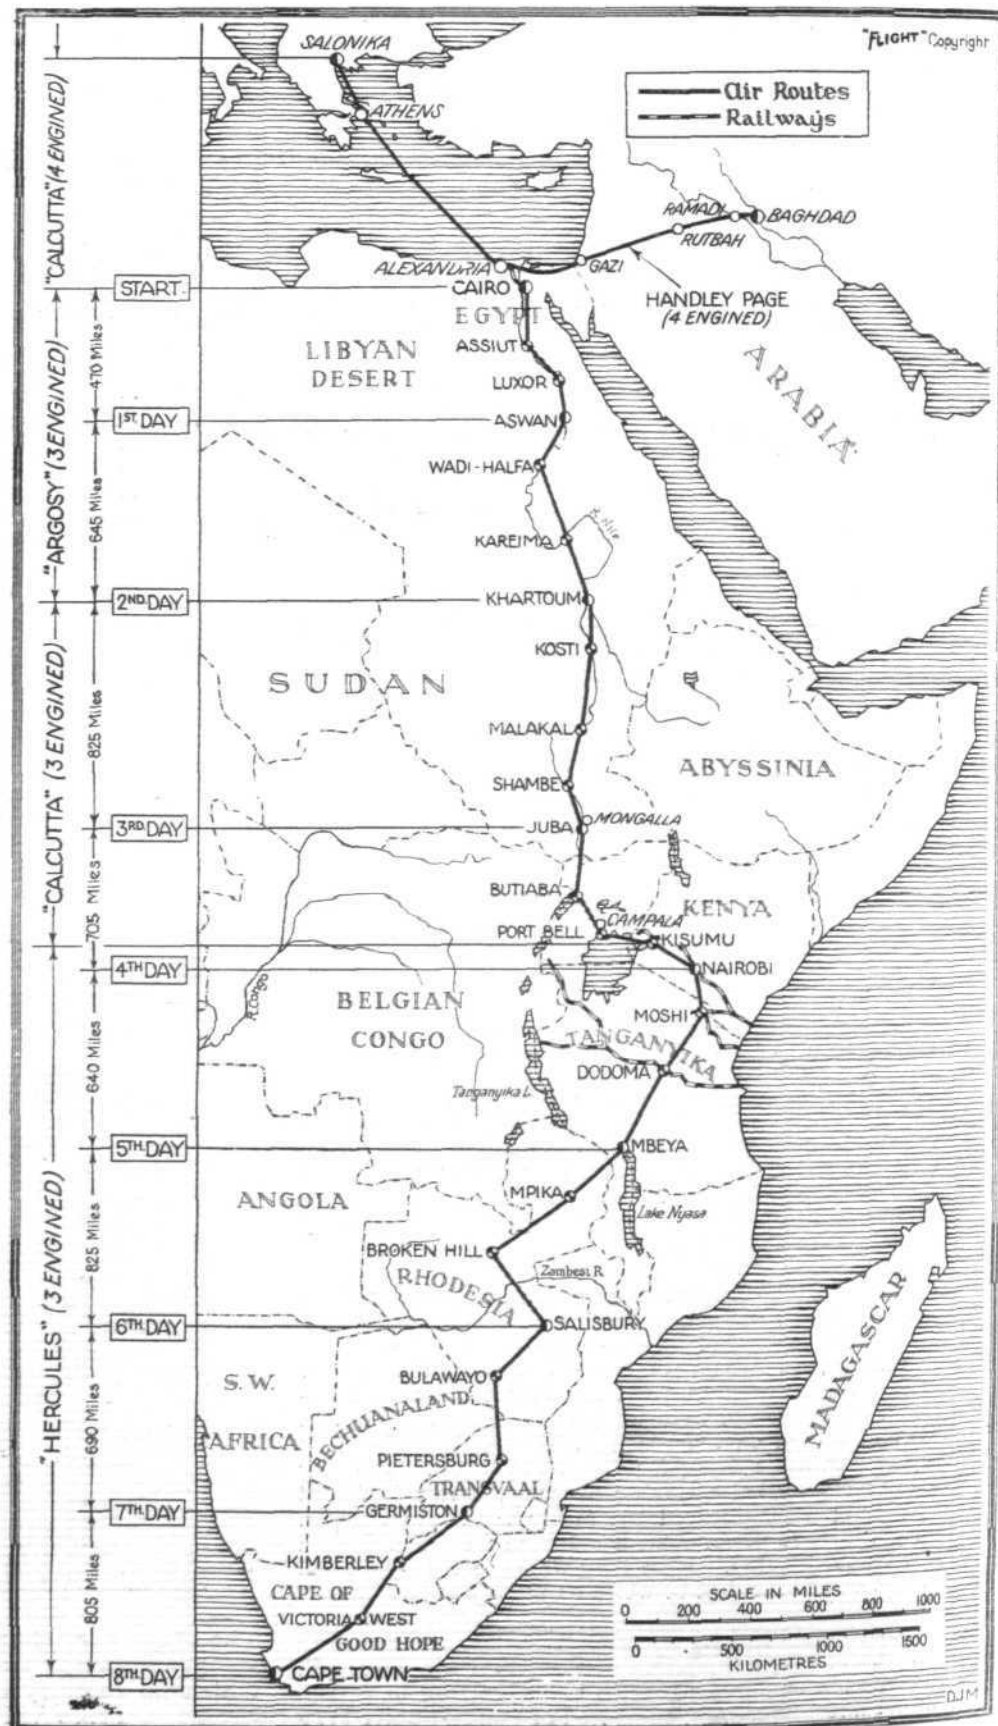 "FLIGHT" Copyright
Air Routes
Railways
SALONIKA
ATHENS
RAMADI
BAGHDAD
RUTBAH
ALEXANDRIA
GAZI
HANDLEY PAGE
(4 ENGINED)
START.
CAIRO
EGYPT
ASSIUT
LIBYAN
DESERT
LUXOR
ARABIA
1ST. DAY
ASWAN
WADI-HALFA
R. Nile
KAREIMA
2ND. DAY
KHARTOUM
KOSTI
SUDAN
MALAKAL
ABYSSINIA
SHAMBE
3RD. DAY
JUBA
MONGALLA
BUTIABA
KENYA
CAMPALA
PORT BELL
KISUMU
4TH DAY
NAIROBI
R. Congo
BELGIAN
CONGO
MOSHI
TANGANYIKA
DODOMA
Tanganyika L.
5TH. DAY
MBEYA
ANGOLA
MPIKA
Lake Nyasa
BROKEN HILL
Zambesi R.
RHODESIA
6TH. DAY
SALISBURY
MADAGASCAR
S.W.
AFRICA
BULAWAYO
BECHUANALAND
PIETERSBURG
TRANSVAAL
7TH. DAY
GERMISTON
KIMBERLEY
CAPE OF
VICTORIA WEST
GOOD HOPE
8TH. DAY
CAPE TOWN
"CALCUTTA" (4 ENGINED)
"ARGOSY" (3 ENGINED)
"CALCUTTA" (3 ENGINED)
"HERCULES" (3 ENGINED)
470 Miles
645 Miles
825 Miles
705 Miles
640 Miles
825 Miles
690 Miles
805 Miles
SCALE IN MILES
0 200 400 600 800 1000
0 500 1000 1500
KILOMETRES
DJM